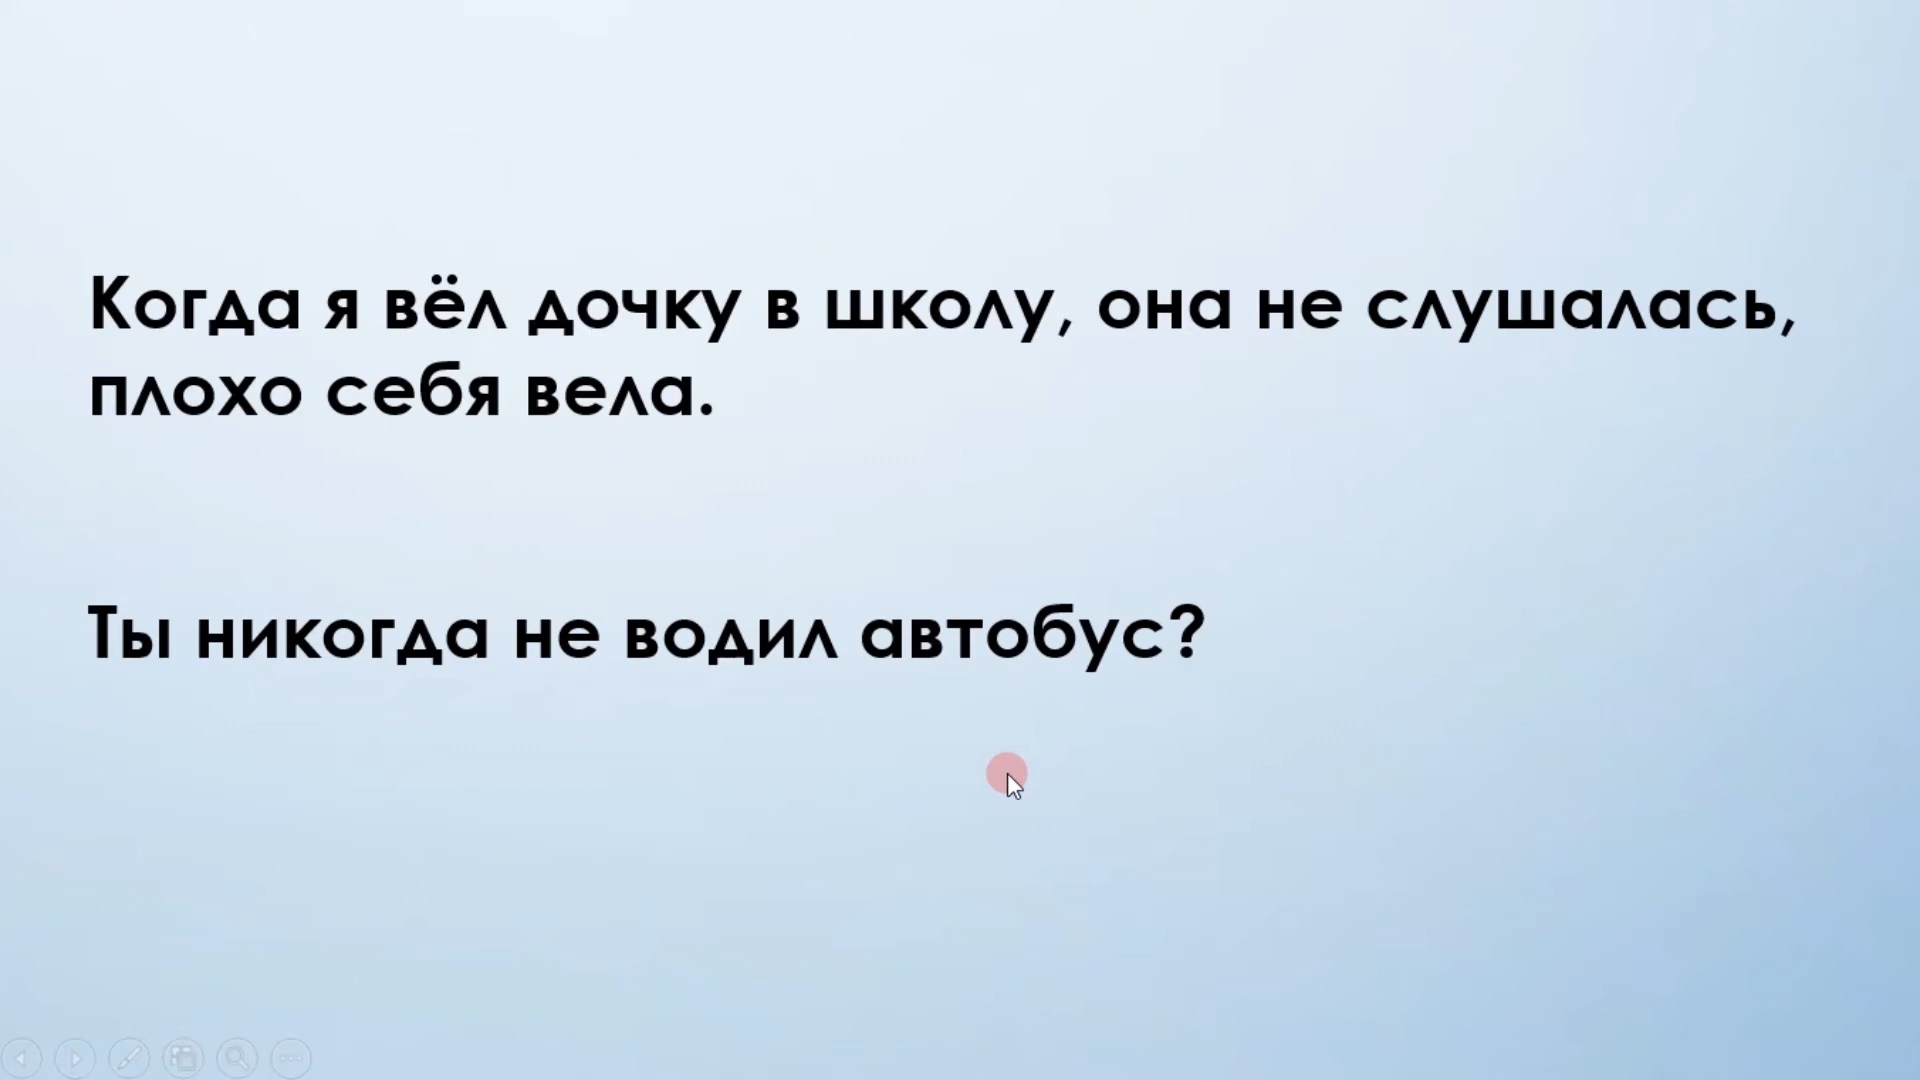 Когда я вёл дочку в школу, она не слушалась,
плохо себя вела.
Ты никогда не водил автобус?